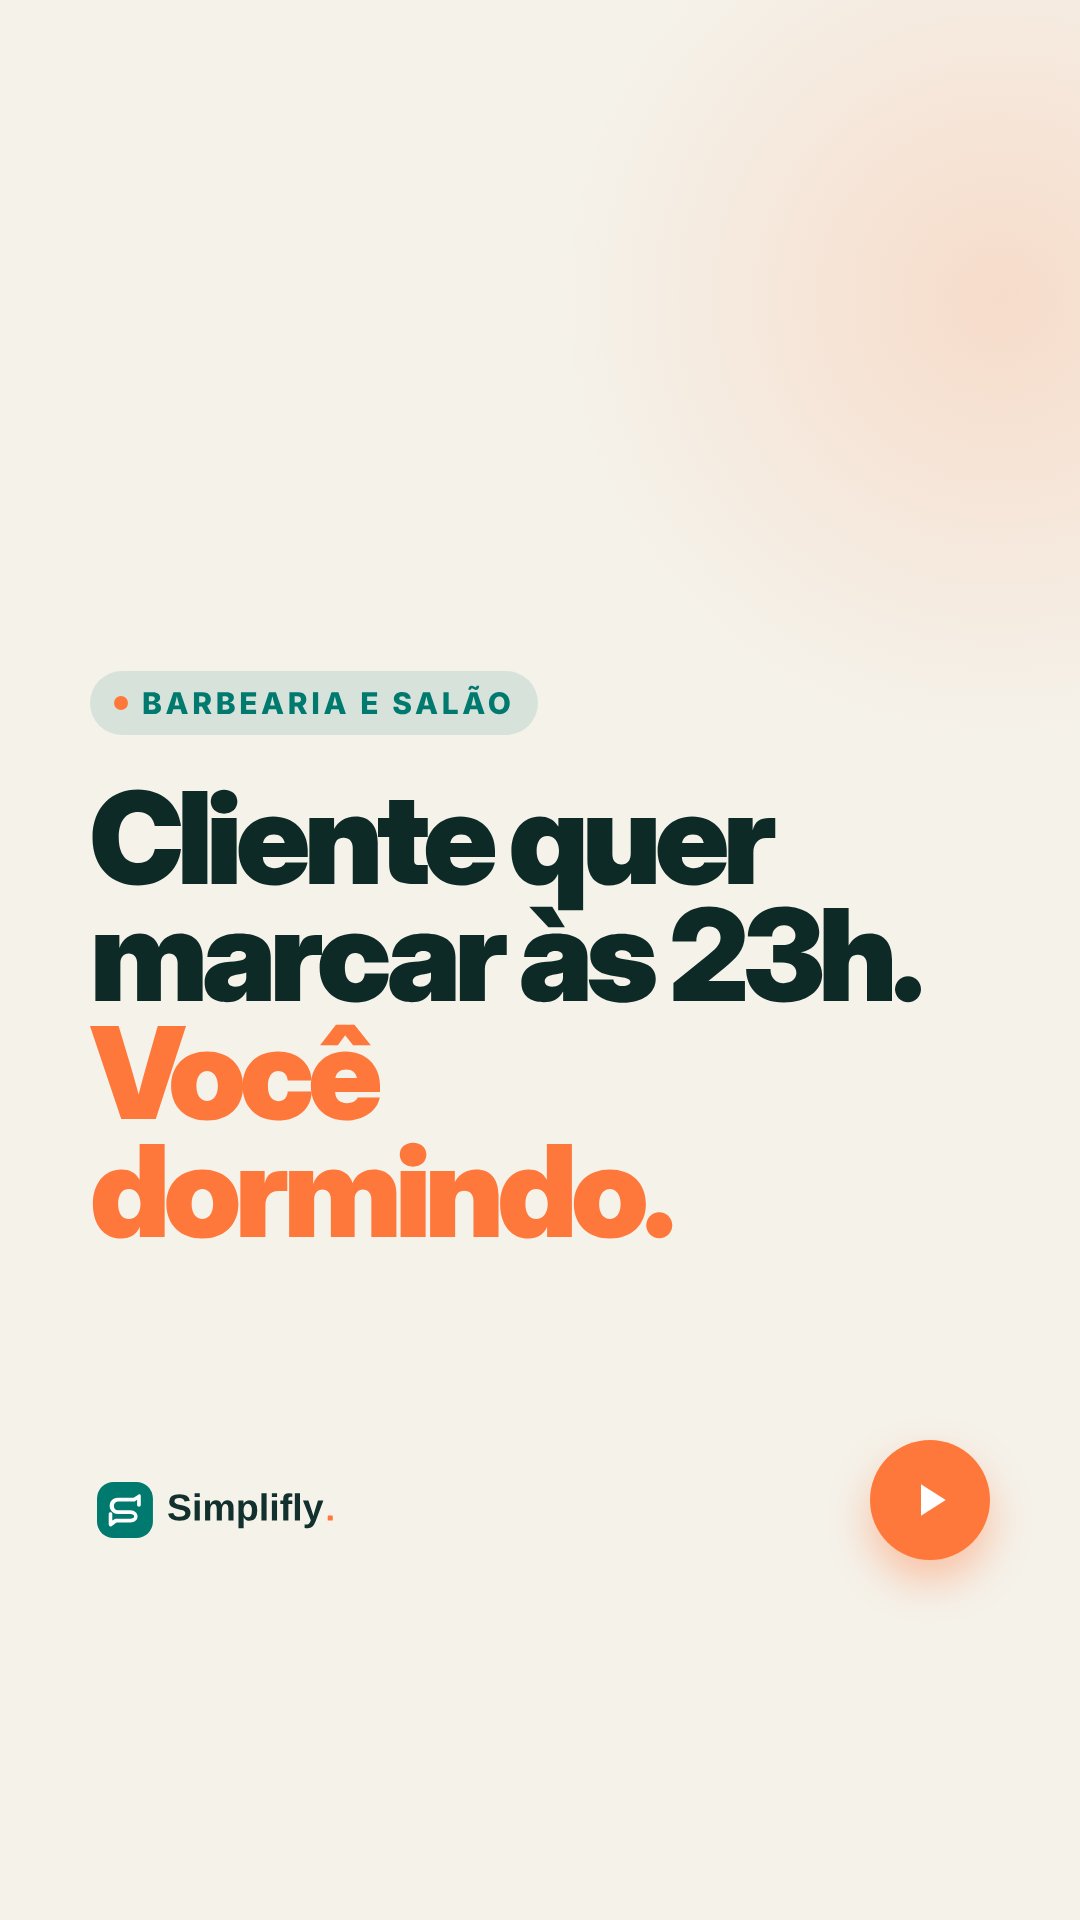 BARBEARIA E SALÃO
Cliente quer
marcar às 23h.
Você
dormindo.
Simplifly.